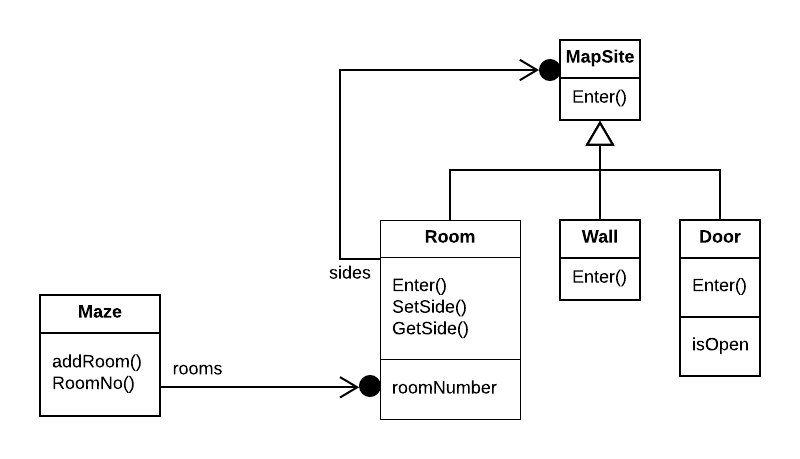 MapSite
Enter()
Room
Wall
Door
sides
Enter()
Enter()
SetSide()
GetSide()
Enter()
Maze
isOpen
addRoom()
RoomNo()
rooms
roomNumber